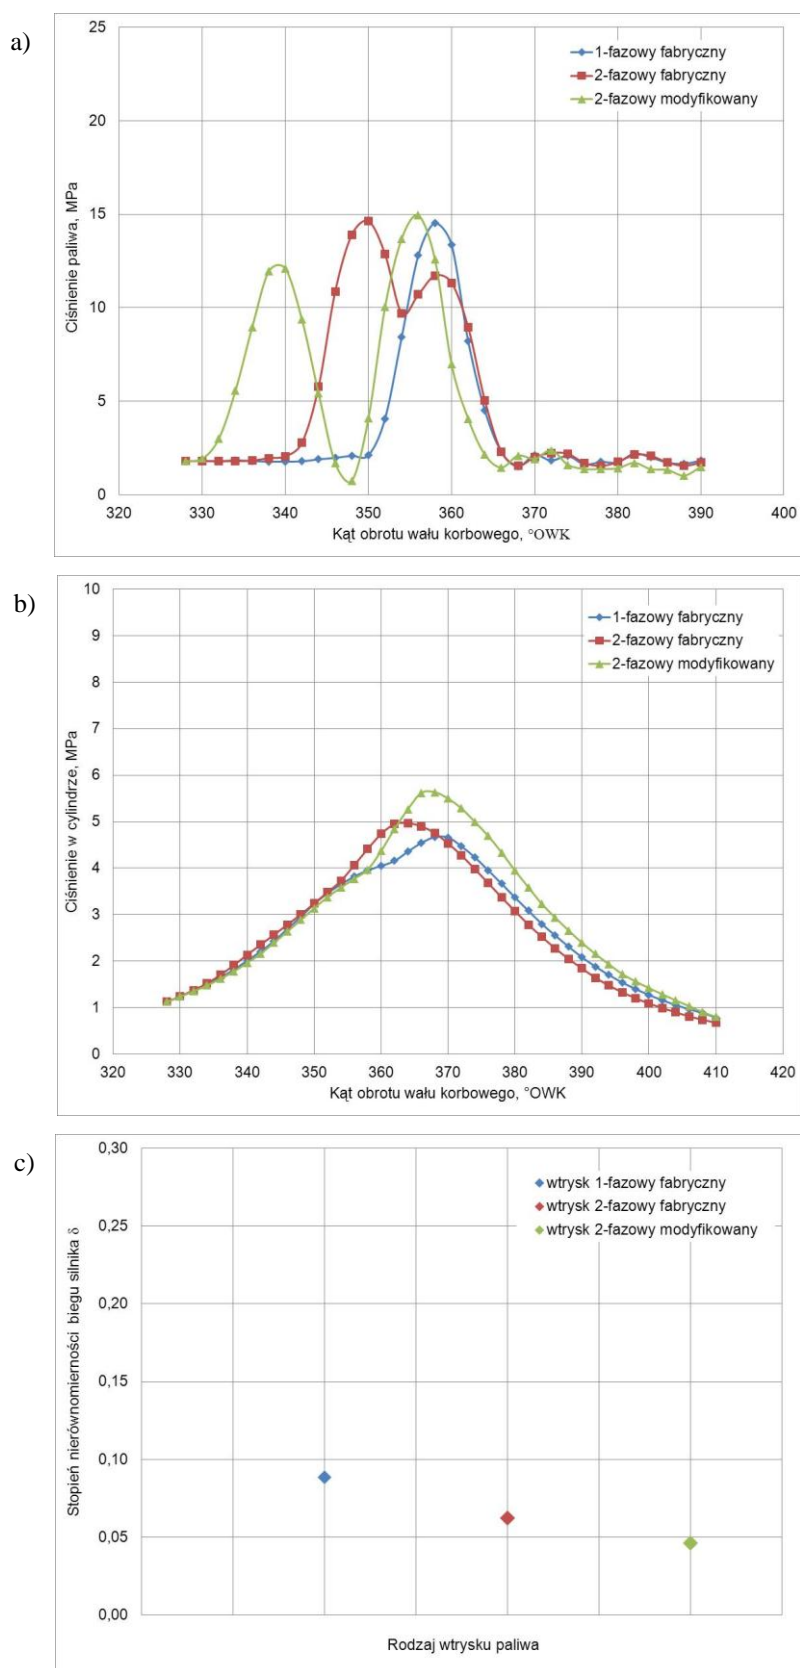 a)
25
20
15
10
5
0
Ciśnienie paliwa, MPa
1-fazowy fabryczny
2-fazowy fabryczny
2-fazowy modyfikowany
320 330 340 350 360 370 380 390 400
Kąt obrotu wału korbowego, °OWK
b)
10
9
8
7
6
5
4
3
2
1
0
Ciśnienie w cylindrze, MPa
1-fazowy fabryczny
2-fazowy fabryczny
2-fazowy modyfikowany
320 330 340 350 360 370 380 390 400 410 420
Kąt obrotu wału korbowego, °OWK
c)
0,30
0,25
0,20
0,15
0,10
0,05
0,00
Stopień nierównomierności biegu silnika δ
wtrysk 1-fazowy fabryczny
wtrysk 2-fazowy fabryczny
wtrysk 2-fazowy modyfikowany
Rodzaj wtrysku paliwa